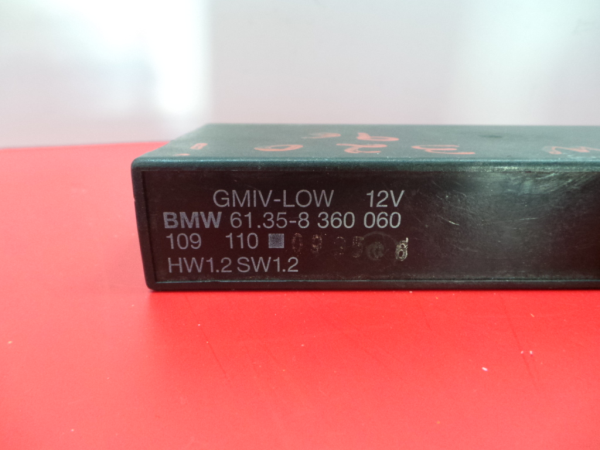 GMIV-LOW 12V
BMW 61.35-8 360 060
109 110
HW1.2 SW1.2